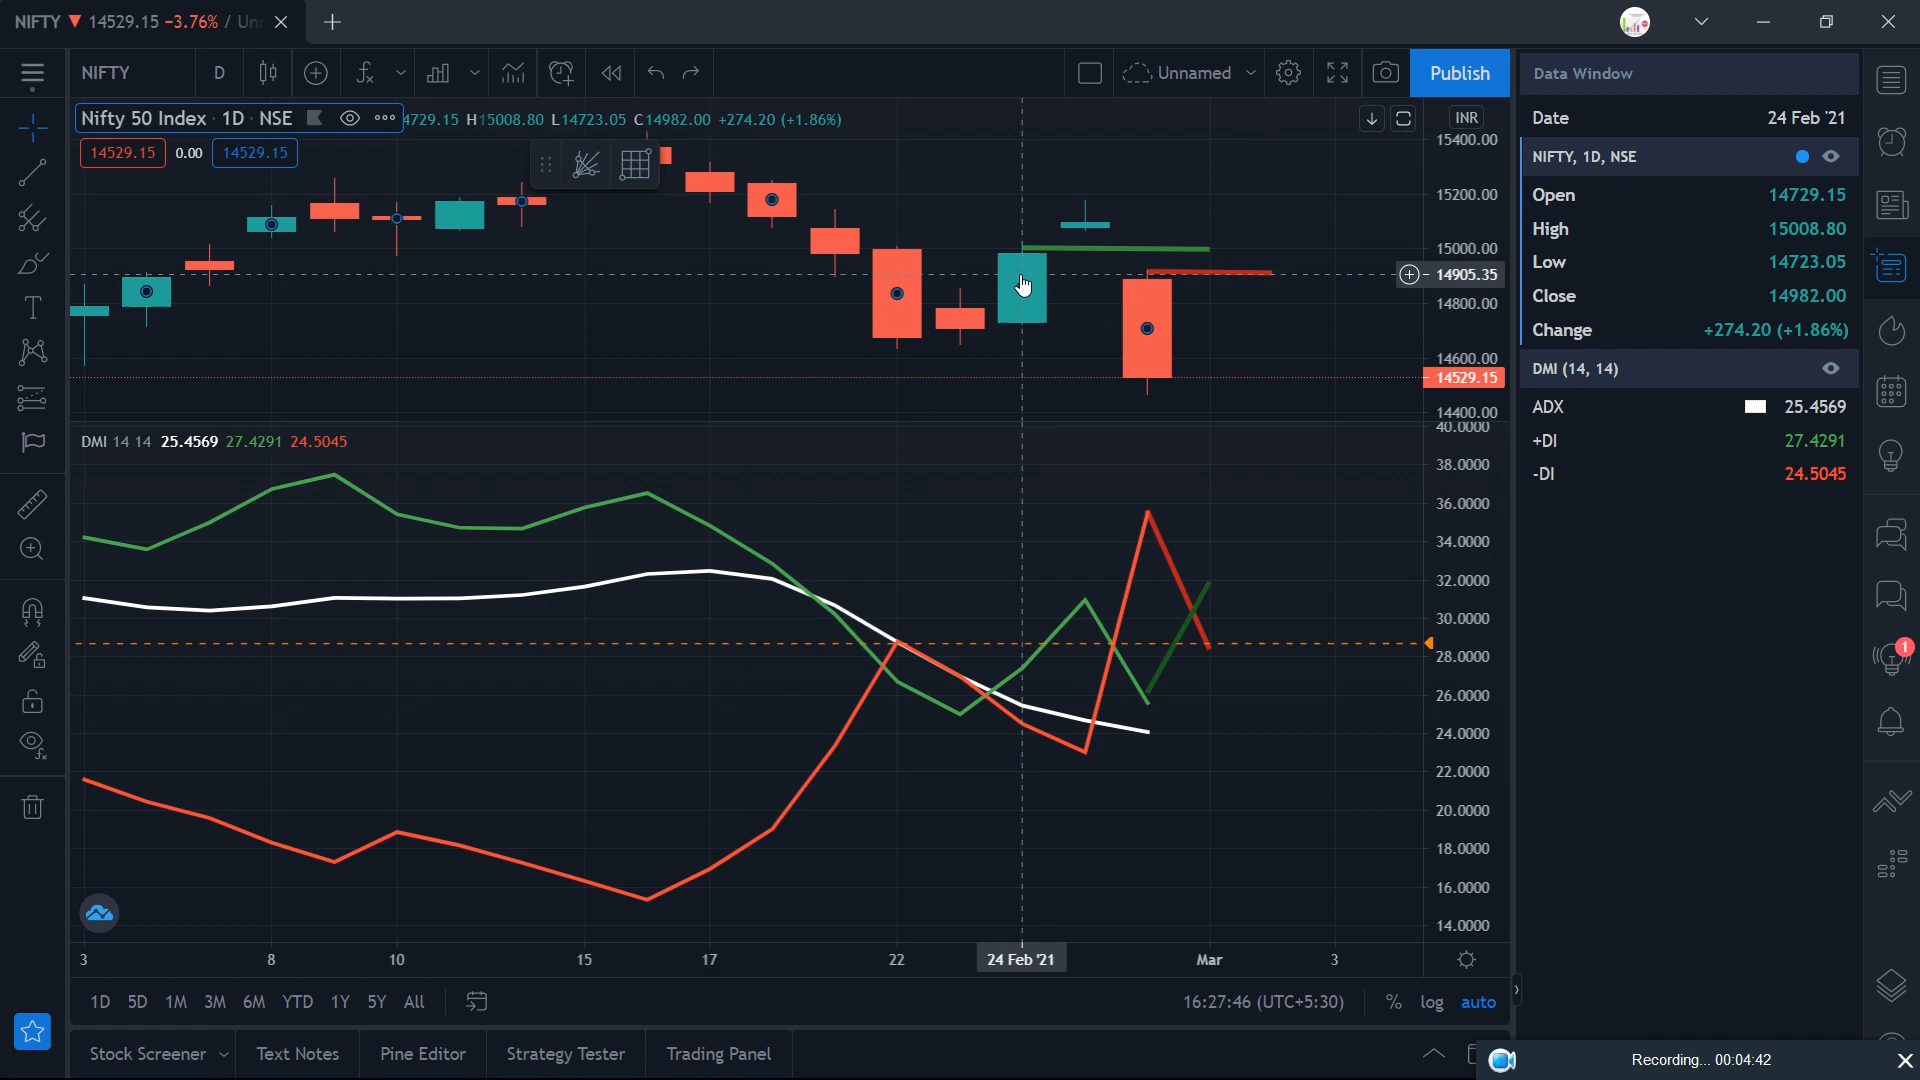 NIFTY ▼ 14529.15 −3.76% / Unn
NIFTY
D
Unnamed
Publish
Data Window
Nifty 50 Index · 1D · NSE
4729.15 H15008.80 L14723.05 C14982.00 +274.20 (+1.86%)
INR
14529.15 0.00 14529.15
15400.00
15200.00
15000.00
14905.35
14800.00
14600.00
14529.15
14400.00
Date 24 Feb '21
NIFTY, 1D, NSE
Open 14729.15
High 15008.80
Low 14723.05
Close 14982.00
Change +274.20 (+1.86%)
DMI (14, 14)
ADX 25.4569
+DI 27.4291
-DI 24.5045
DMI 14 14 25.4569 27.4291 24.5045
40.0000
38.0000
36.0000
34.0000
32.0000
30.0000
28.0000
26.0000
24.0000
22.0000
20.0000
18.0000
16.0000
14.0000
1
3 8 10 15 17 22 24 Feb '21 Mar 3
1D 5D 1M 3M 6M YTD 1Y 5Y All
16:27:46 (UTC+5:30) % log auto
Stock Screener Text Notes Pine Editor Strategy Tester Trading Panel
Recording... 00:04:42